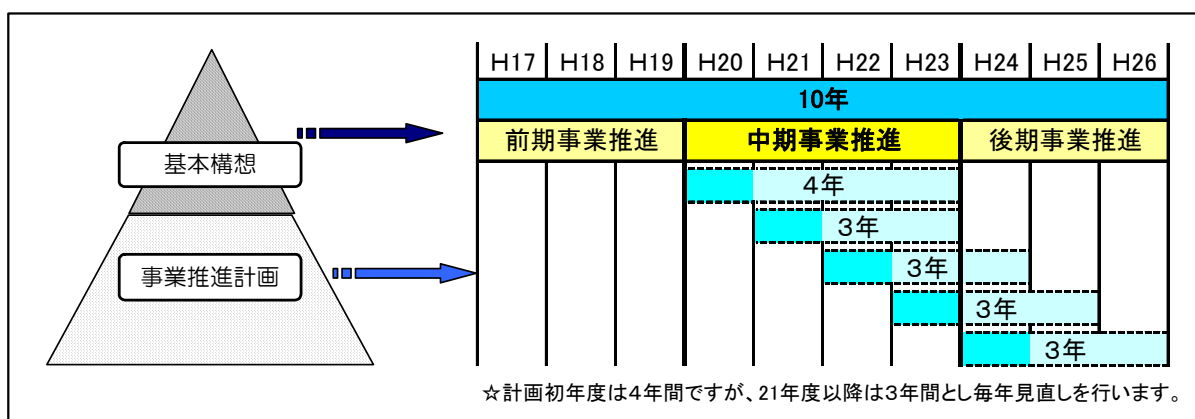 H17 H18 H19 H20 H21 H22 H23 H24 H25 H26
10年
前期事業推進 中期事業推進 後期事業推進
基本構想
4年
3年
事業推進計画
3年
3年
3年
☆計画初年度は4年間ですが、21年度以降は3年間とし毎年見直しを行います。